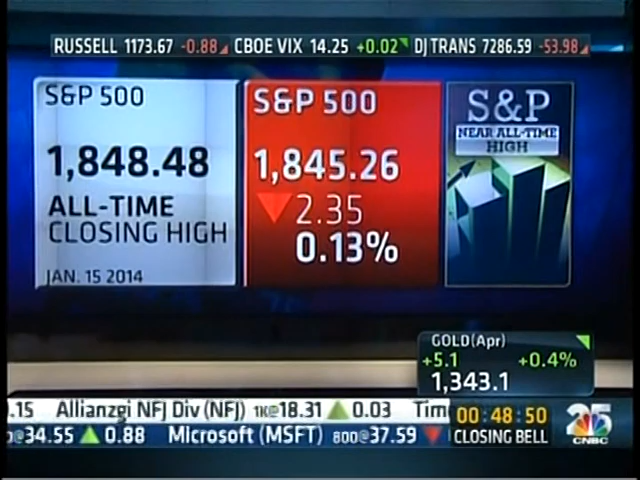 RUSSELL 1173.67 -0.88 CBOE VIX 14.25 +0.02 DJ TRANS 7286.59 -53.98
S&P 500
1,848.48
ALL-TIME
CLOSING HIGH
JAN. 15 2014
S&P 500
1,845.26
2.35
0.13%
S&P
NEAR ALL-TIME
HIGH
GOLD(Apr)
+5.1 +0.4%
1,343.1
.15 Allianzgi NFJ Div (NFJ) 1K@18.31 0.03 Tim
@34.55 0.88 Microsoft (MSFT) 800@37.59
00:48:50
CLOSING BELL
25
CNBC